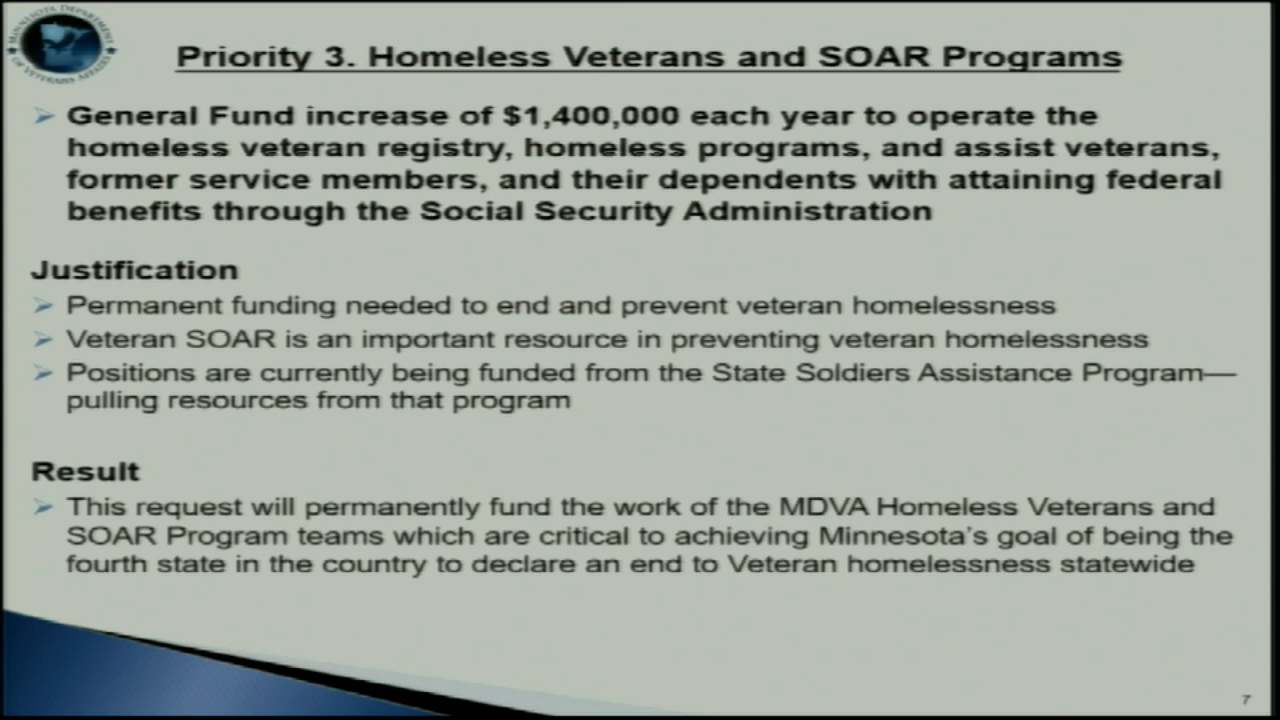 MINNESOTA DEPARTMENT
OF VETERANS AFFAIRS
Priority 3. Homeless Veterans and SOAR Programs
➢ General Fund increase of $1,400,000 each year to operate the
homeless veteran registry, homeless programs, and assist veterans,
former service members, and their dependents with attaining federal
benefits through the Social Security Administration
Justification
➢ Permanent funding needed to end and prevent veteran homelessness
➢ Veteran SOAR is an important resource in preventing veteran homelessness
➢ Positions are currently being funded from the State Soldiers Assistance Program—
pulling resources from that program
Result
➢ This request will permanently fund the work of the MDVA Homeless Veterans and
SOAR Program teams which are critical to achieving Minnesota's goal of being the
fourth state in the country to declare an end to Veteran homelessness statewide
7